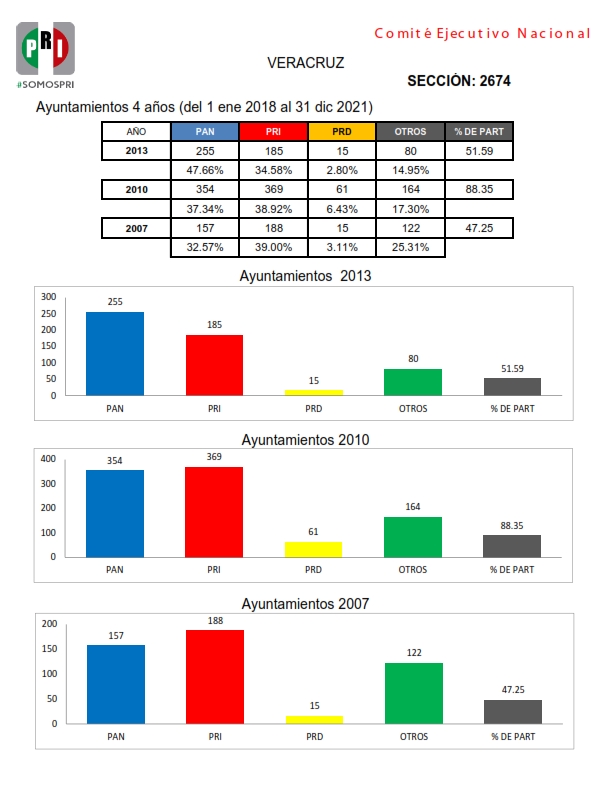 Comité Ejecutivo Nacional
PRI
#SOMOSPRI
VERACRUZ
SECCIÓN: 2674
Ayuntamientos 4 años (del 1 ene 2018 al 31 dic 2021)
AÑO PAN PRI PRD OTROS % DE PART
2013 255 185 15 80 51.59
47.66% 34.58% 2.80% 14.95%
2010 354 369 61 164 88.35
37.34% 38.92% 6.43% 17.30%
2007 157 188 15 122 47.25
32.57% 39.00% 3.11% 25.31%
Ayuntamientos 2013
300
250
200
150
100
50
0
255
185
15
80
51.59
PAN PRI PRD OTROS % DE PART
Ayuntamientos 2010
400
300
200
100
0
354
369
61
164
88.35
PAN PRI PRD OTROS % DE PART
Ayuntamientos 2007
200
150
100
50
0
157
188
15
122
47.25
PAN PRI PRD OTROS % DE PART